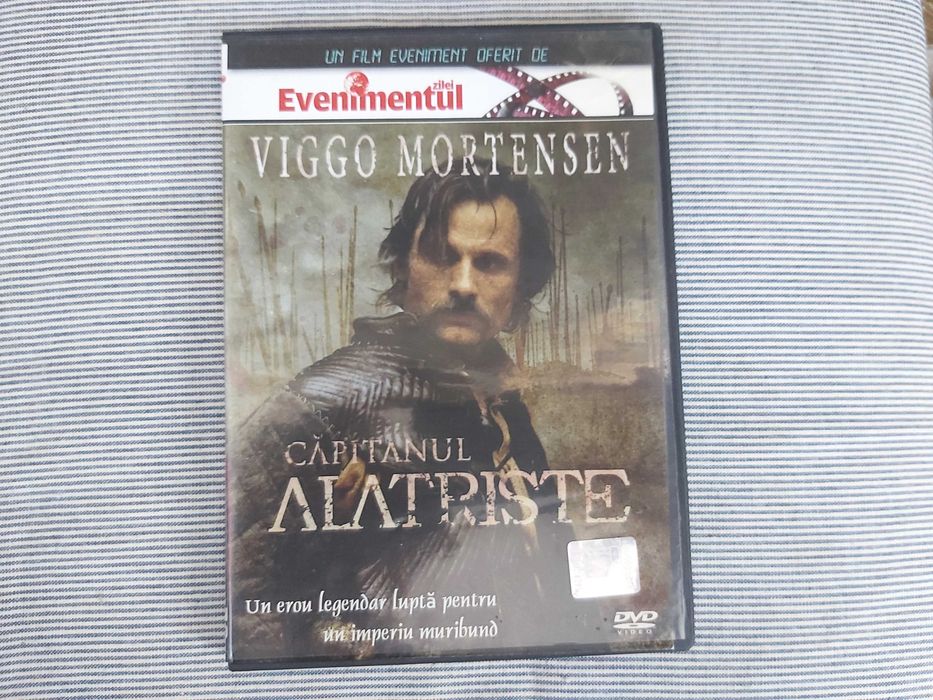 UN FILM EVENIMENT OFERIT DE
Evenimentul
zilei
VIGGO MORTENSEN
CĂPITANUL
ALATRISTE
Un erou legendar luptă pentru
un imperiu muribund
DVD
VIDEO